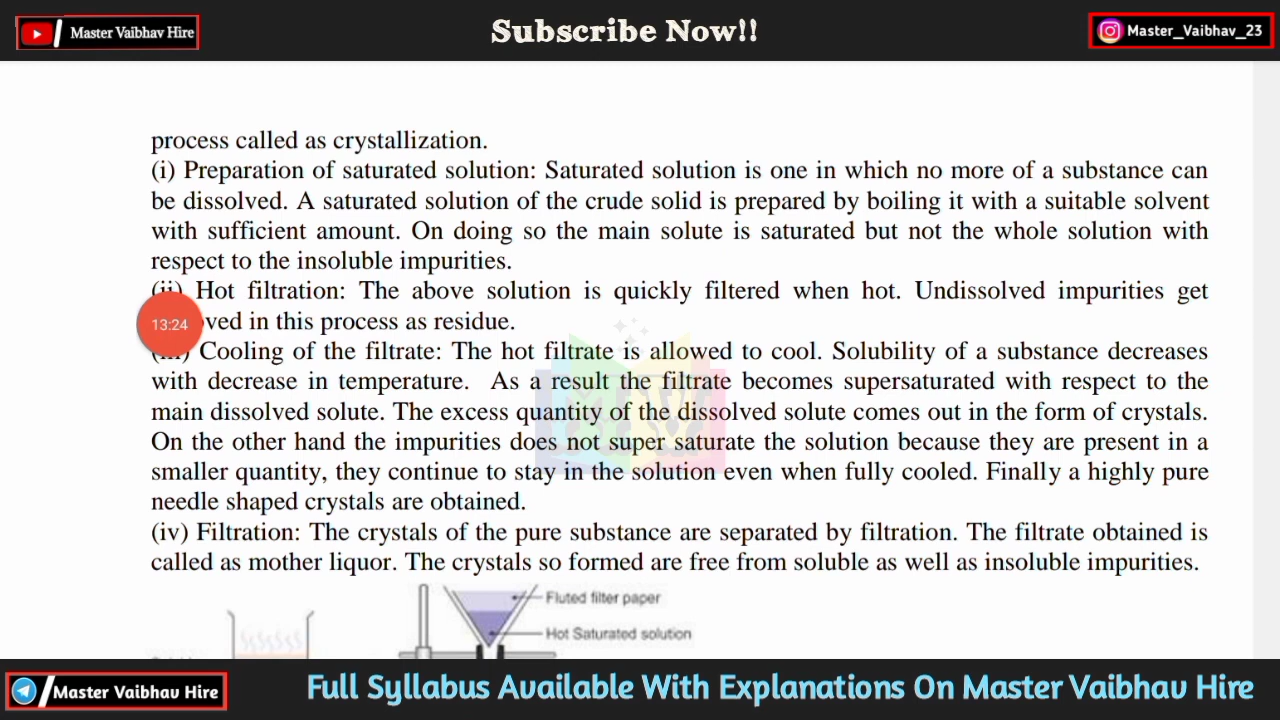 Master Vaibhav Hire
Subscribe Now!!
Master_Vaibhav_23
process called as crystallization.
(i) Preparation of saturated solution: Saturated solution is one in which no more of a substance can
be dissolved. A saturated solution of the crude solid is prepared by boiling it with a suitable solvent
with sufficient amount. On doing so the main solute is saturated but not the whole solution with
respect to the insoluble impurities.
(ii) Hot filtration: The above solution is quickly filtered when hot. Undissolved impurities get
13:24
in this process as residue.
(iii) Cooling of the filtrate: The hot filtrate is allowed to cool. Solubility of a substance decreases
with decrease in temperature. As a result the filtrate becomes supersaturated with respect to the
main dissolved solute. The excess quantity of the dissolved solute comes out in the form of crystals.
On the other hand the impurities does not super saturate the solution because they are present in a
smaller quantity, they continue to stay in the solution even when fully cooled. Finally a highly pure
needle shaped crystals are obtained.
(iv) Filtration: The crystals of the pure substance are separated by filtration. The filtrate obtained is
called as mother liquor. The crystals so formed are free from soluble as well as insoluble impurities.
Fluted filter paper
Hot Saturated solution
Master Vaibhav Hire
Full Syllabus Available With Explanations On Master Vaibhav Hire